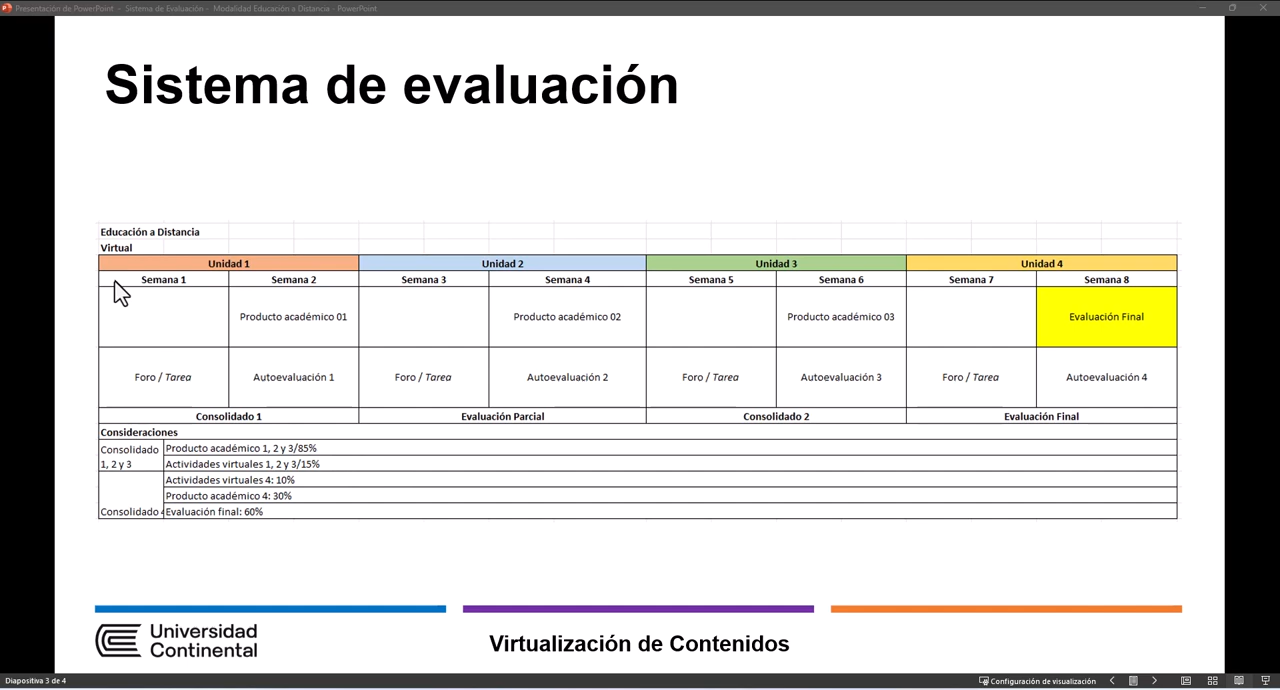 Presentación de PowerPoint - Sistema de Evaluación - Modalidad Educación a Distancia - PowerPoint
Sistema de evaluación
Educación a Distancia
Virtual
Unidad 1 Unidad 2 Unidad 3 Unidad 4
Semana 1 Semana 2 Semana 3 Semana 4 Semana 5 Semana 6 Semana 7 Semana 8
Producto académico 01 Producto académico 02 Producto académico 03 Evaluación Final
Foro / Tarea Autoevaluación 1 Foro / Tarea Autoevaluación 2 Foro / Tarea Autoevaluación 3 Foro / Tarea Autoevaluación 4
Consolidado 1 Evaluación Parcial Consolidado 2 Evaluación Final
Consideraciones
Consolidado Producto académico 1, 2 y 3/85%
1, 2 y 3 Actividades virtuales 1, 2 y 3/15%
Actividades virtuales 4: 10%
Producto académico 4: 30%
Consolidado Evaluación final: 60%
Universidad
Continental
Virtualización de Contenidos
Diapositiva 3 de 4 Configuración de visualización